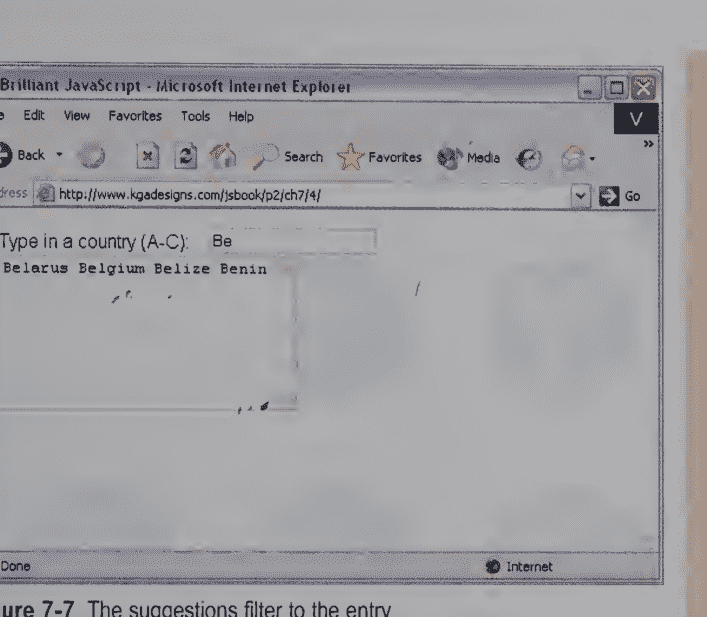 Brilliant JavaScript - Microsoft Internet Explorer
Edit View Favorites Tools Help
Back Search Favorites Media
dress http://www.kgadesigns.com/jsbook/p2/ch7/4/ Go
Type in a country (A-C): Be
Belarus Belgium Belize Benin
Done Internet
ure 7-7 The suggestions filter to the entry